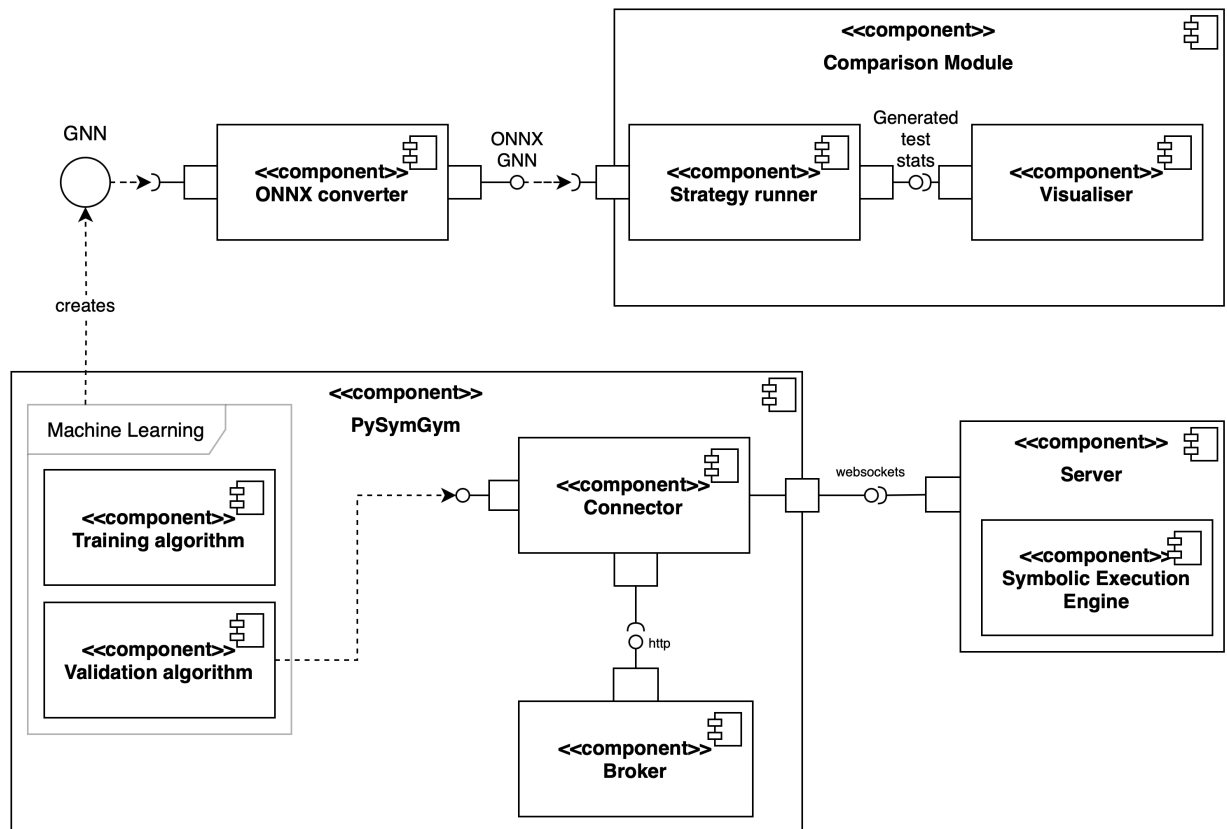 <<component>>
Comparison Module
GNN
<<component>>
ONNX converter
ONNX
GNN
<<component>>
Strategy runner
Generated
test
stats
<<component>>
Visualiser
creates
<<component>>
PySymGym
Machine Learning
<<component>>
Training algorithm
<<component>>
Validation algorithm
<<component>>
Connector
http
<<component>>
Broker
websockets
<<component>>
Server
<<component>>
Symbolic Execution
Engine